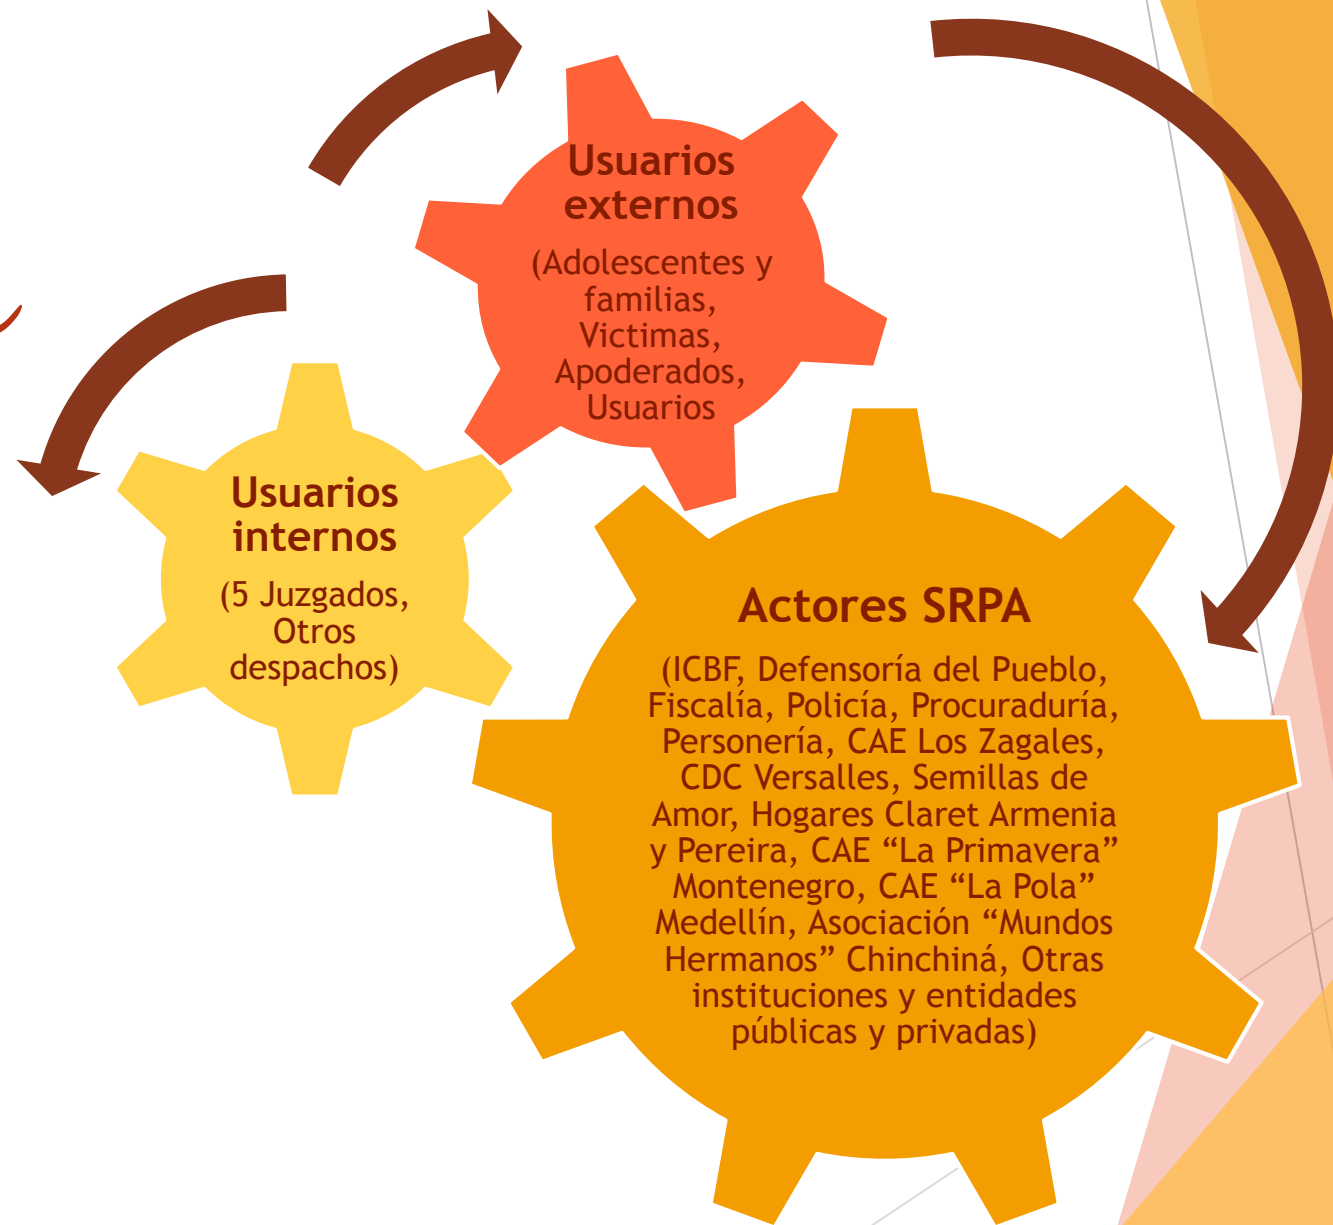 Usuarios
externos
(Adolescentes y
familias,
Victimas,
Apoderados,
Usuarios
Usuarios
internos
(5 Juzgados,
Otros
despachos)
Actores SRPA
(ICBF, Defensoría del Pueblo,
Fiscalía, Policía, Procuraduría,
Personería, CAE Los Zagales,
CDC Versalles, Semillas de
Amor, Hogares Claret Armenia
y Pereira, CAE “La Primavera”
Montenegro, CAE “La Pola”
Medellín, Asociación “Mundos
Hermanos” Chinchiná, Otras
instituciones y entidades
públicas y privadas)